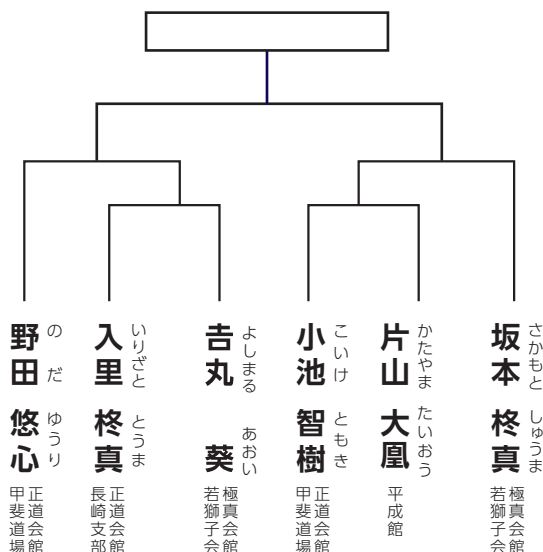 野田 悠心
のだ ゆうり
正道会館
甲斐道場
入里 柊真
いりざと とうま
正道会館
長崎支部
吉丸 葵
よしまる あおい
極真会館
若獅子会
小池 智樹
こいけ ともき
正道会館
甲斐道場
片山 大凰
かたやま たいおう
平成館
坂本 柊真
さかもと しゅうま
極真会館
若獅子会